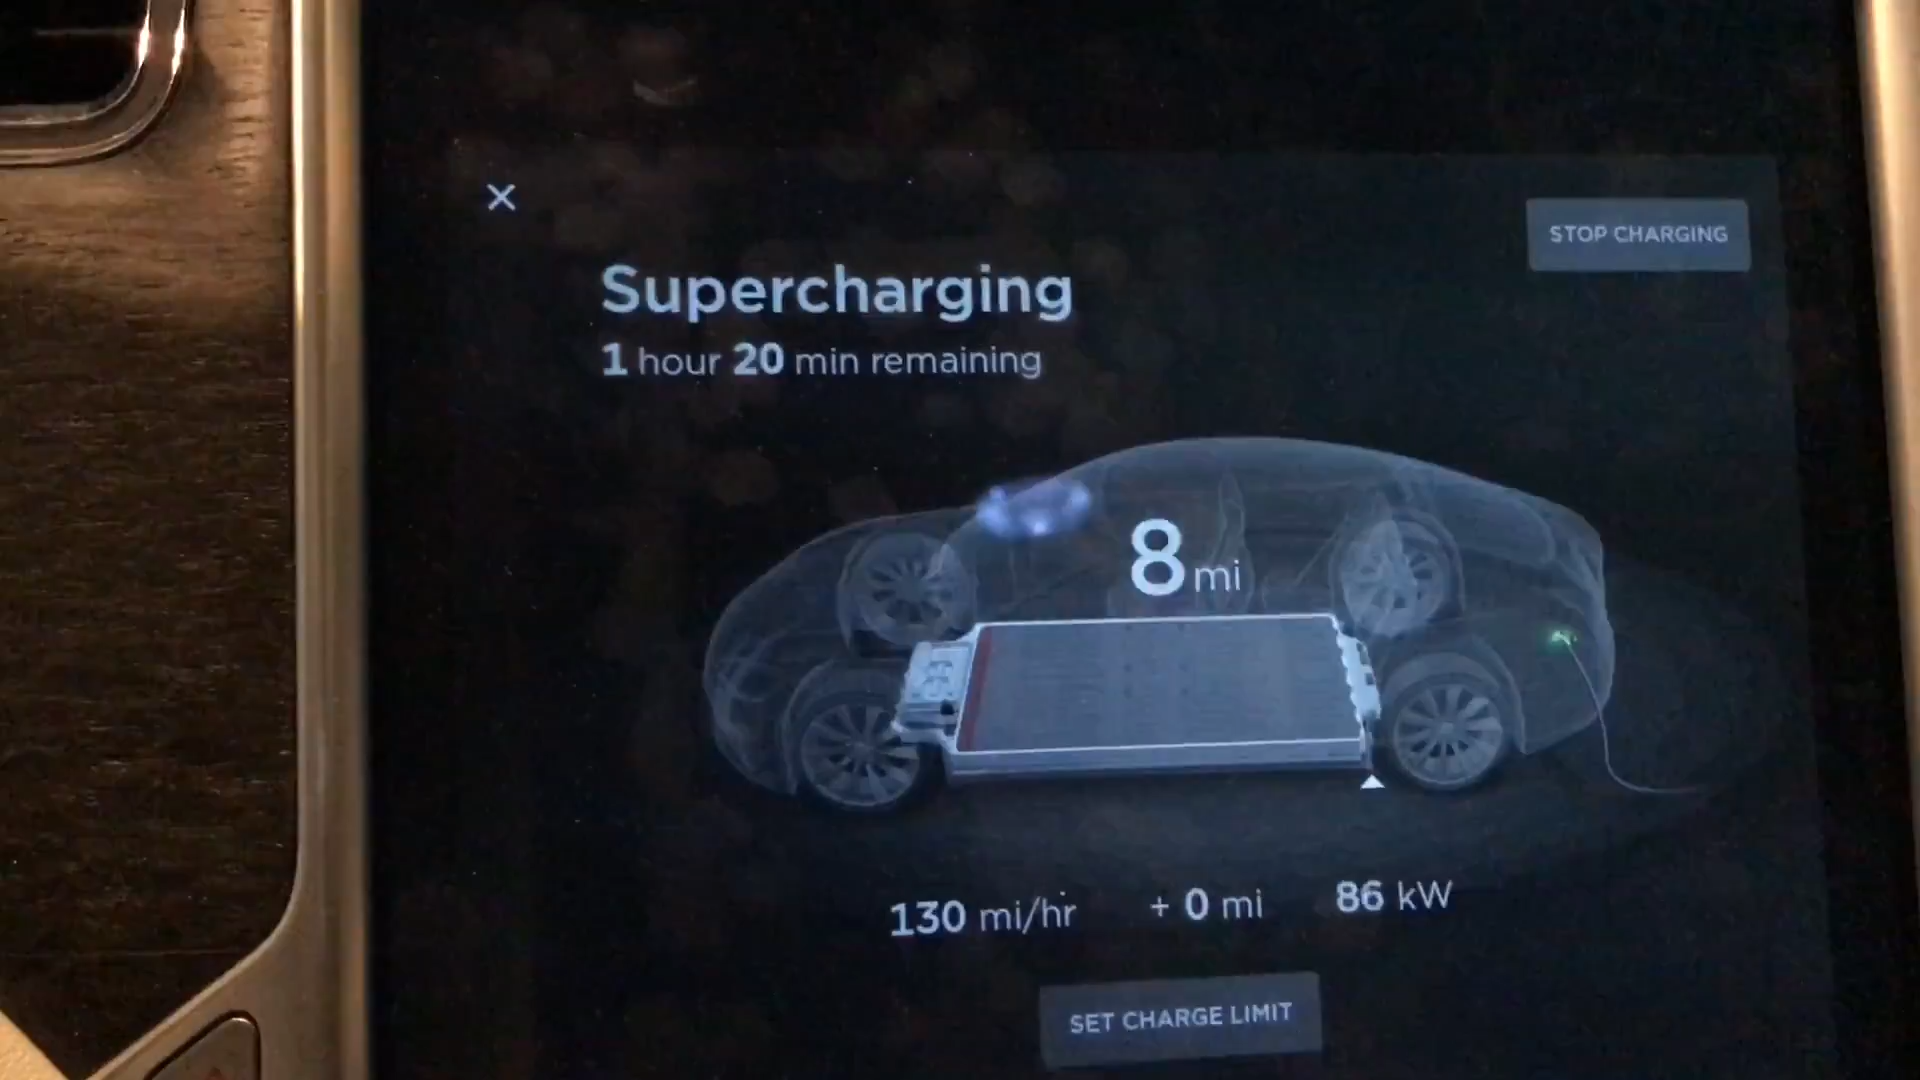 STOP CHARGING
Supercharging
1 hour 20 min remaining
8 mi
130 mi/hr + 0 mi 86 kW
SET CHARGE LIMIT